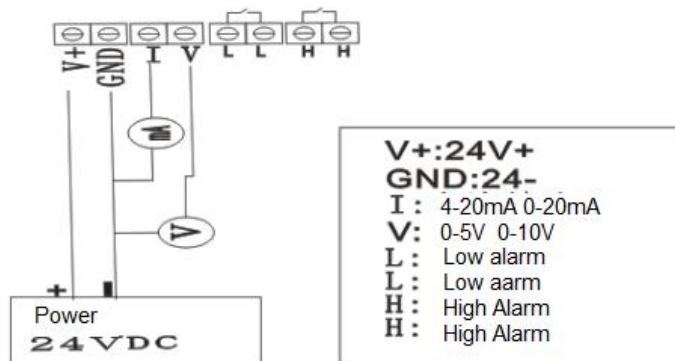 V+ GND I V L L H H
mA
V
+ -
Power
24VDC
V+:24V+
GND:24-
I: 4-20mA 0-20mA
V: 0-5V 0-10V
L: Low alarm
L: Low aarm
H: High Alarm
H: High Alarm